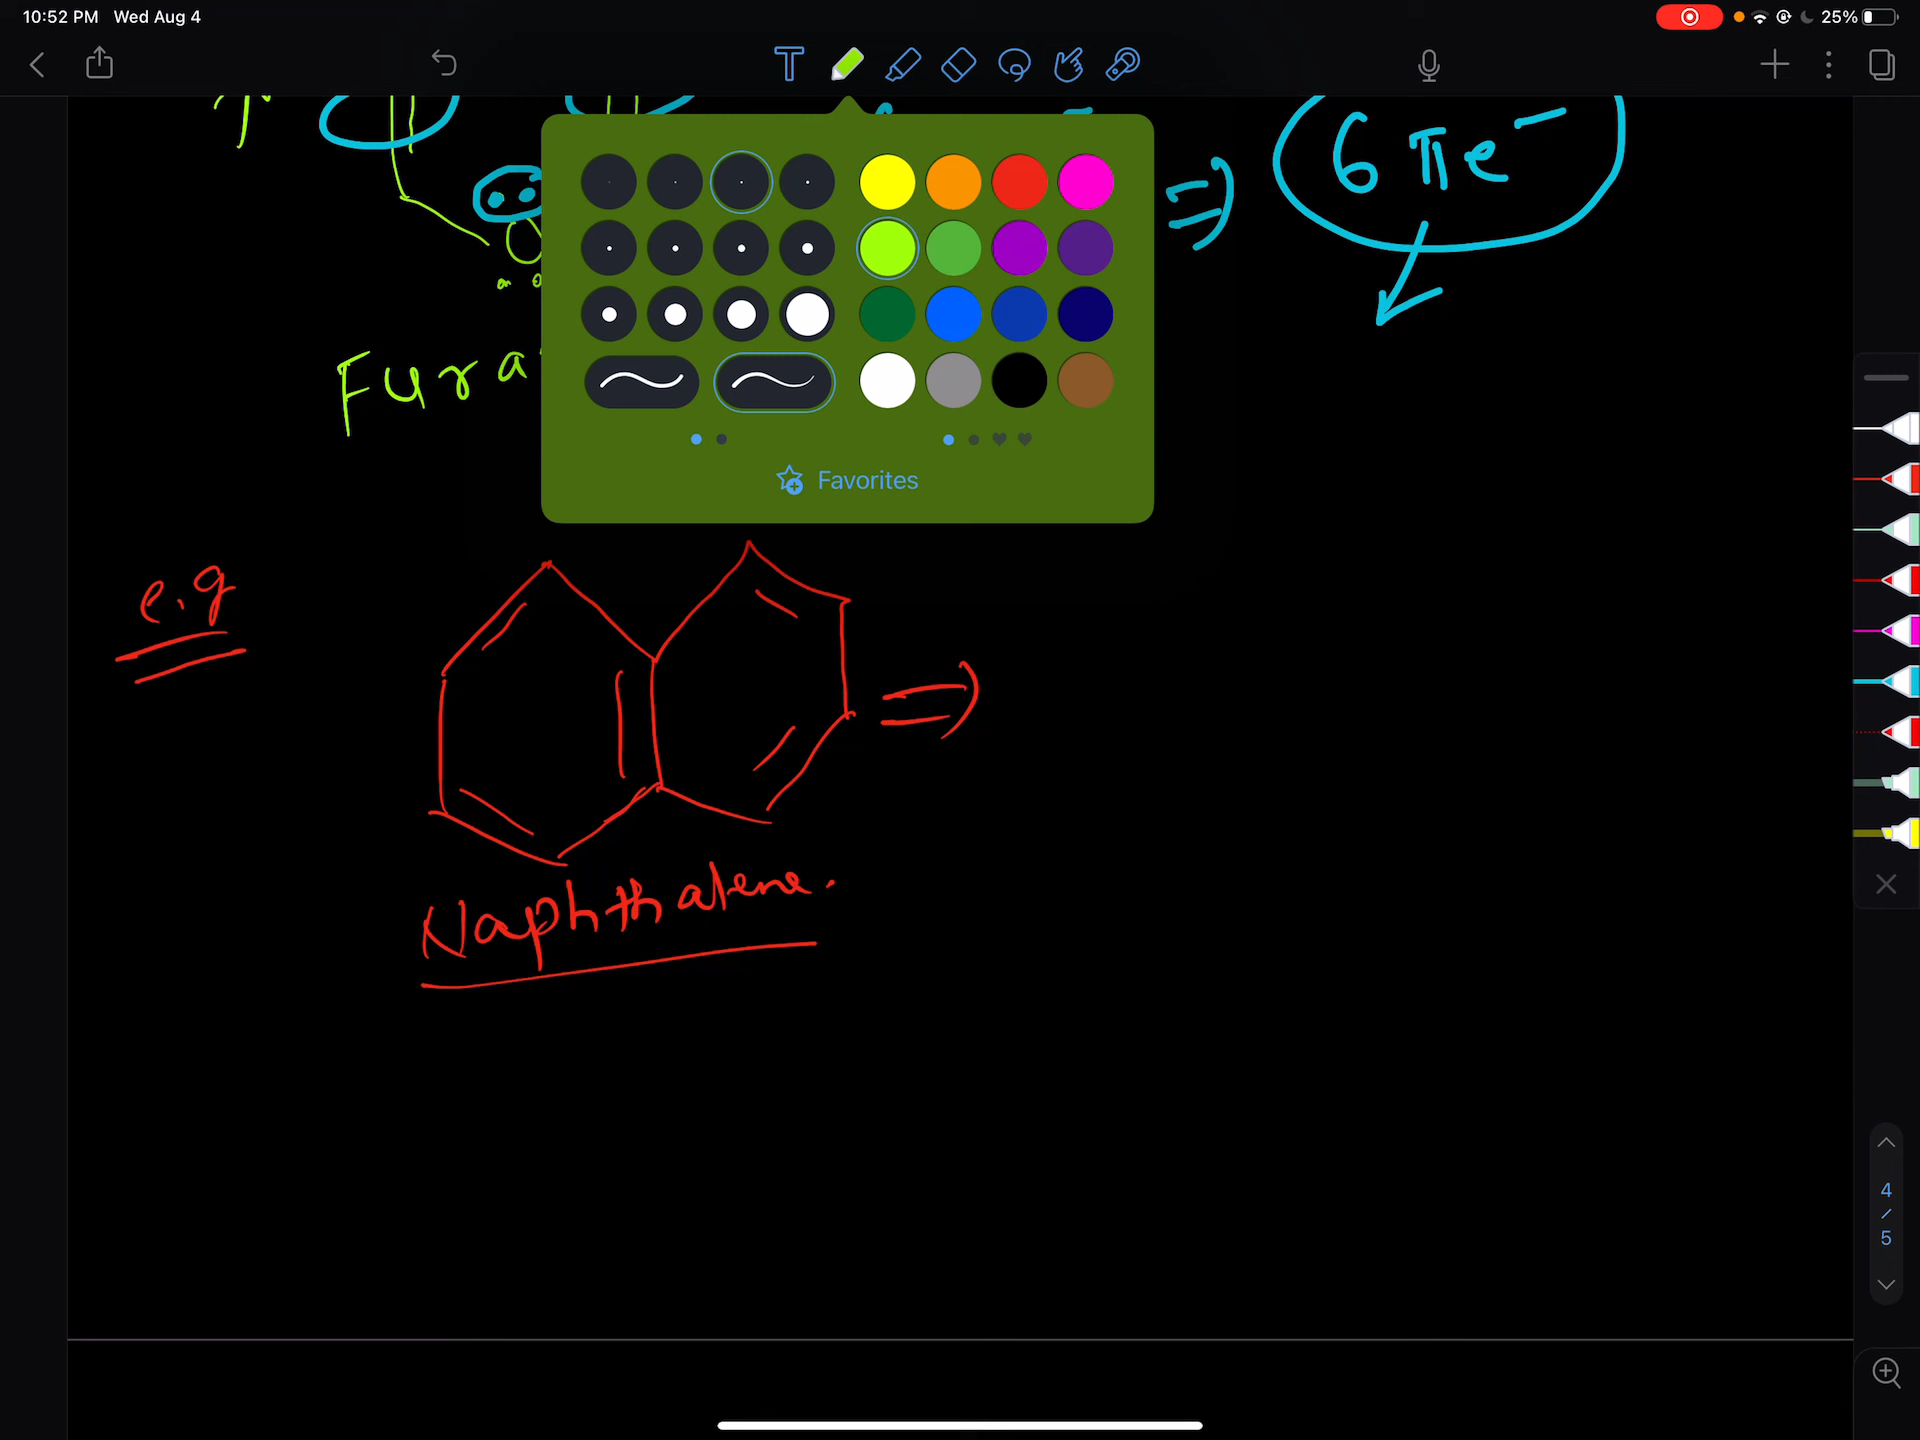 10:52 PM Wed Aug 4
25%
T
6 πe⁻
Fura
Favorites
e.g
Naphthalene.
4
/
5